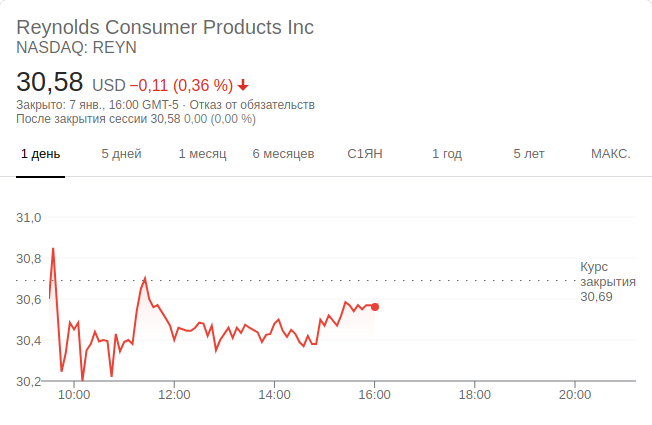 Reynolds Consumer Products Inc
NASDAQ: REYN
30,58 USD −0,11 (0,36 %)
Закрыто: 7 янв., 16:00 GMT-5 · Отказ от обязательств
После закрытия сессии 30,58 0,00 (0,00 %)
1 день 5 дней 1 месяц 6 месяцев С1ЯН 1 год 5 лет МАКС.
31,0
30,8
Курс
закрытия
30,69
30,6
30,4
30,2
10:00 12:00 14:00 16:00 18:00 20:00